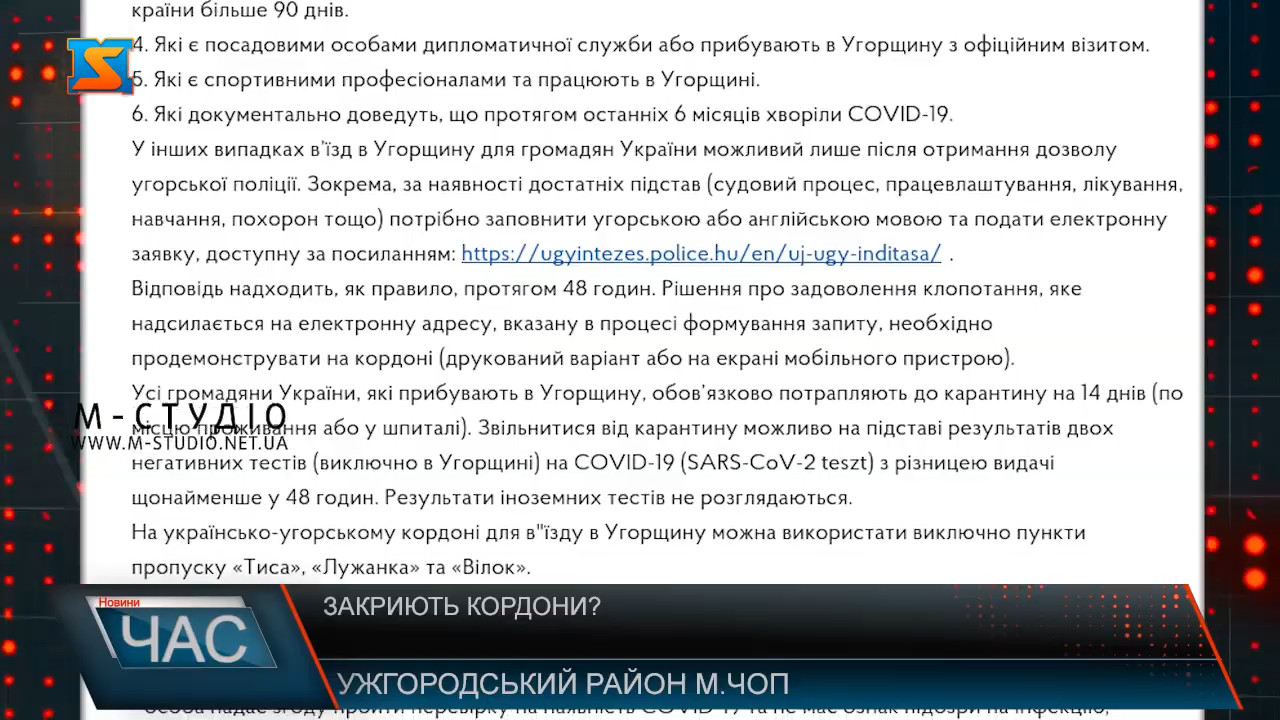 країни більше 90 днів.
4. Які є посадовими особами дипломатичної служби або прибувають в Угорщину з офіційним візитом.
5. Які є спортивними професіоналами та працюють в Угорщині.
6. Які документально доведуть, що протягом останніх 6 місяців хворіли COVID-19.
У інших випадках в'їзд в Угорщину для громадян України можливий лише після отримання дозволу
угорської поліції. Зокрема, за наявності достатніх підстав (судовий процес, працевлаштування, лікування,
навчання, похорон тощо) потрібно заповнити угорською або англійською мовою та подати електронну
заявку, доступну за посиланням: https://ugyintezes.police.hu/en/uj-ugy-inditasa/ .
Відповідь надходить, як правило, протягом 48 годин. Рішення про задоволення клопотання, яке
надсилається на електронну адресу, вказану в процесі формування запиту, необхідно
продемонструвати на кордоні (друкований варіант або на екрані мобільного пристрою).
Усі громадяни України, які прибувають в Угорщину, обов'язково потрапляють до карантину на 14 днів (по
М-СТУДІО
місцю проживання або у шпиталі). Звільнитися від карантину можливо на підставі результатів двох
WWW.M-STUDIO.NET.UA
негативних тестів (виключно в Угорщині) на COVID-19 (SARS-CoV-2 teszt) з різницею видачі
щонайменше у 48 годин. Результати іноземних тестів не розглядаються.
На українсько-угорському кордоні для в"їзду в Угорщину можна використати виключно пункти
пропуску «Тиса», «Лужанка» та «Вілок».
Новини
ЧАС
ЗАКРИЮТЬ КОРДОНИ?
УЖГОРОДСЬКИЙ РАЙОН М.ЧОП